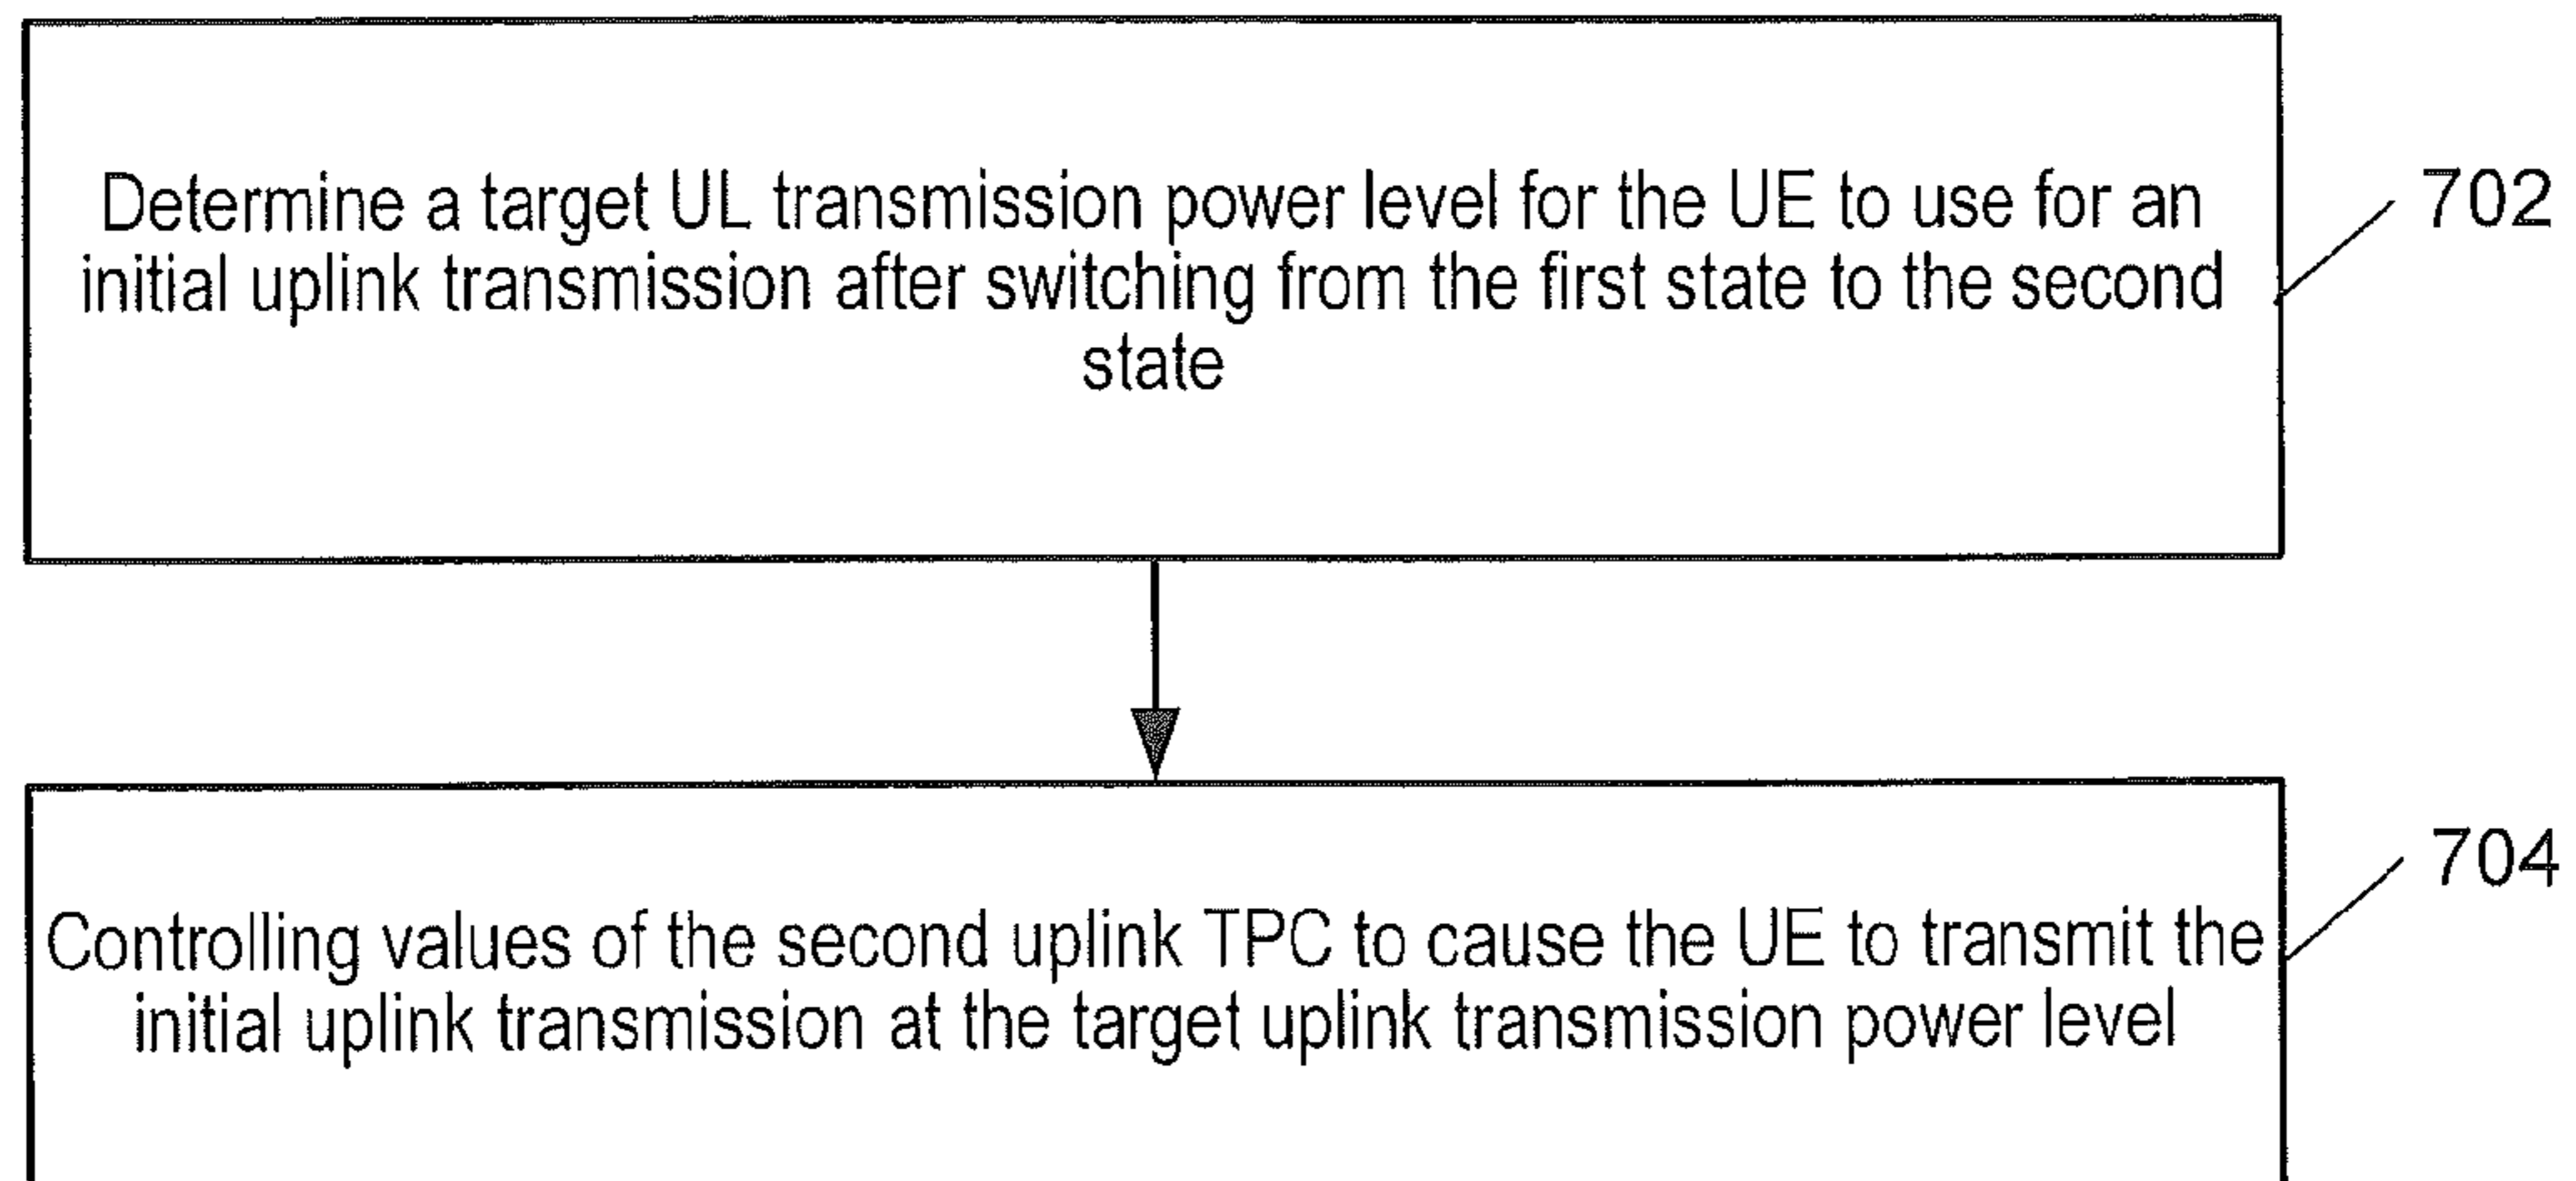 Determine a target UL transmission power level for the UE to use for an
initial uplink transmission after switching from the first state to the second
state
702
Controlling values of the second uplink TPC to cause the UE to transmit the
initial uplink transmission at the target uplink transmission power level
704